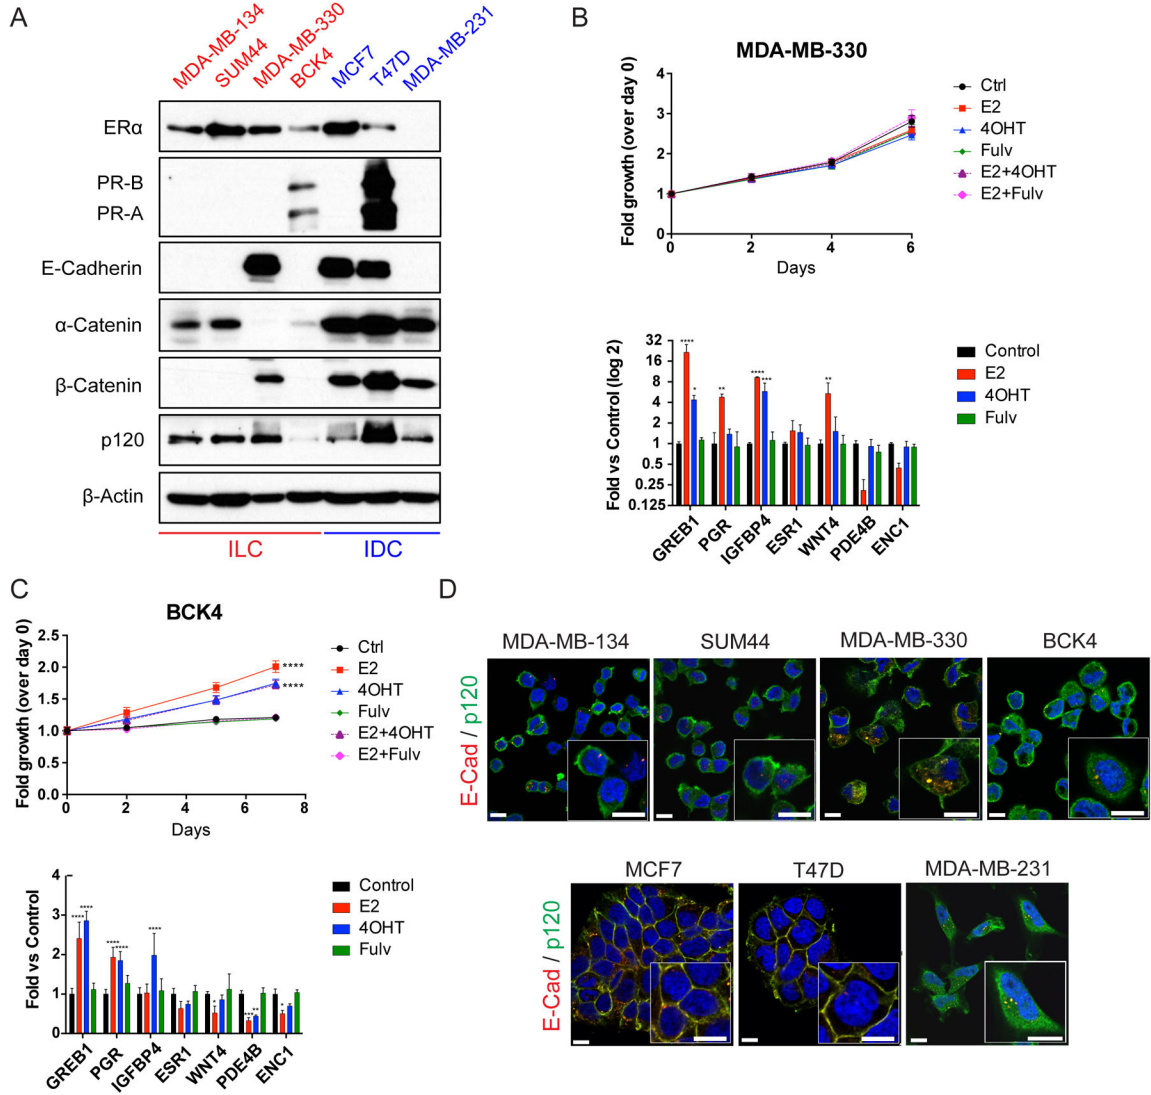 A
MDA-MB-134
SUM44
MDA-MB-330
BCK4
MCF7
T47D
MDA-MB-231
ERα
PR-B
PR-A
E-Cadherin
α-Catenin
β-Catenin
p120
β-Actin
ILC
IDC
B
MDA-MB-330
Fold growth (over day 0)
4
3
2
1
0
0 2 4 6
Days
Ctrl
E2
4OHT
Fulv
E2+4OHT
E2+Fulv
Fold vs Control (log 2)
32
16
8
4
2
1
0.5
0.25
0.125
**** * ** **** *** **
GREB1 PGR IGFBP4 ESR1 WNT4 PDE4B ENC1
Control
E2
4OHT
Fulv
C
BCK4
Fold growth (over day 0)
2.5
2.0
1.5
1.0
0.5
0.0
0 2 4 6 8
Days
****
****
Ctrl
E2
4OHT
Fulv
E2+4OHT
E2+Fulv
Fold vs Control
4
3
2
1
0
**** **** **** **** **** * *** ** *
GREB1 PGR IGFBP4 ESR1 WNT4 PDE4B ENC1
Control
E2
4OHT
Fulv
D
MDA-MB-134 SUM44 MDA-MB-330 BCK4
E-Cad / p120
MCF7 T47D MDA-MB-231
E-Cad / p120